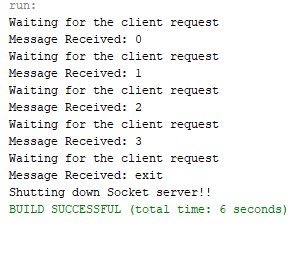 run:
Waiting for the client request
Message Received: 0
Waiting for the client request
Message Received: 1
Waiting for the client request
Message Received: 2
Waiting for the client request
Message Received: 3
Waiting for the client request
Message Received: exit
Shutting down Socket server!!
BUILD SUCCESSFUL (total time: 6 seconds)